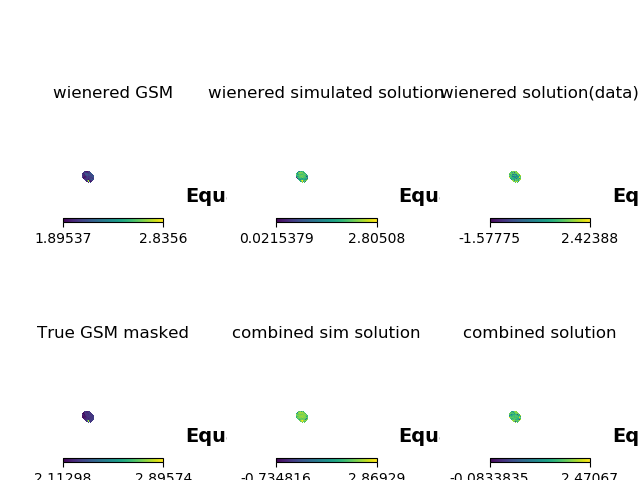 wienered GSM wienered simulated solution wienered solution(data)
Equ Equ Eq
1.89537 2.8356 0.0215379 2.80508 -1.57775 2.42388
True GSM masked combined sim solution combined solution
Equ Equ Eq
2.11298 2.89574 -0.734816 2.86929 -0.0833835 2.47067